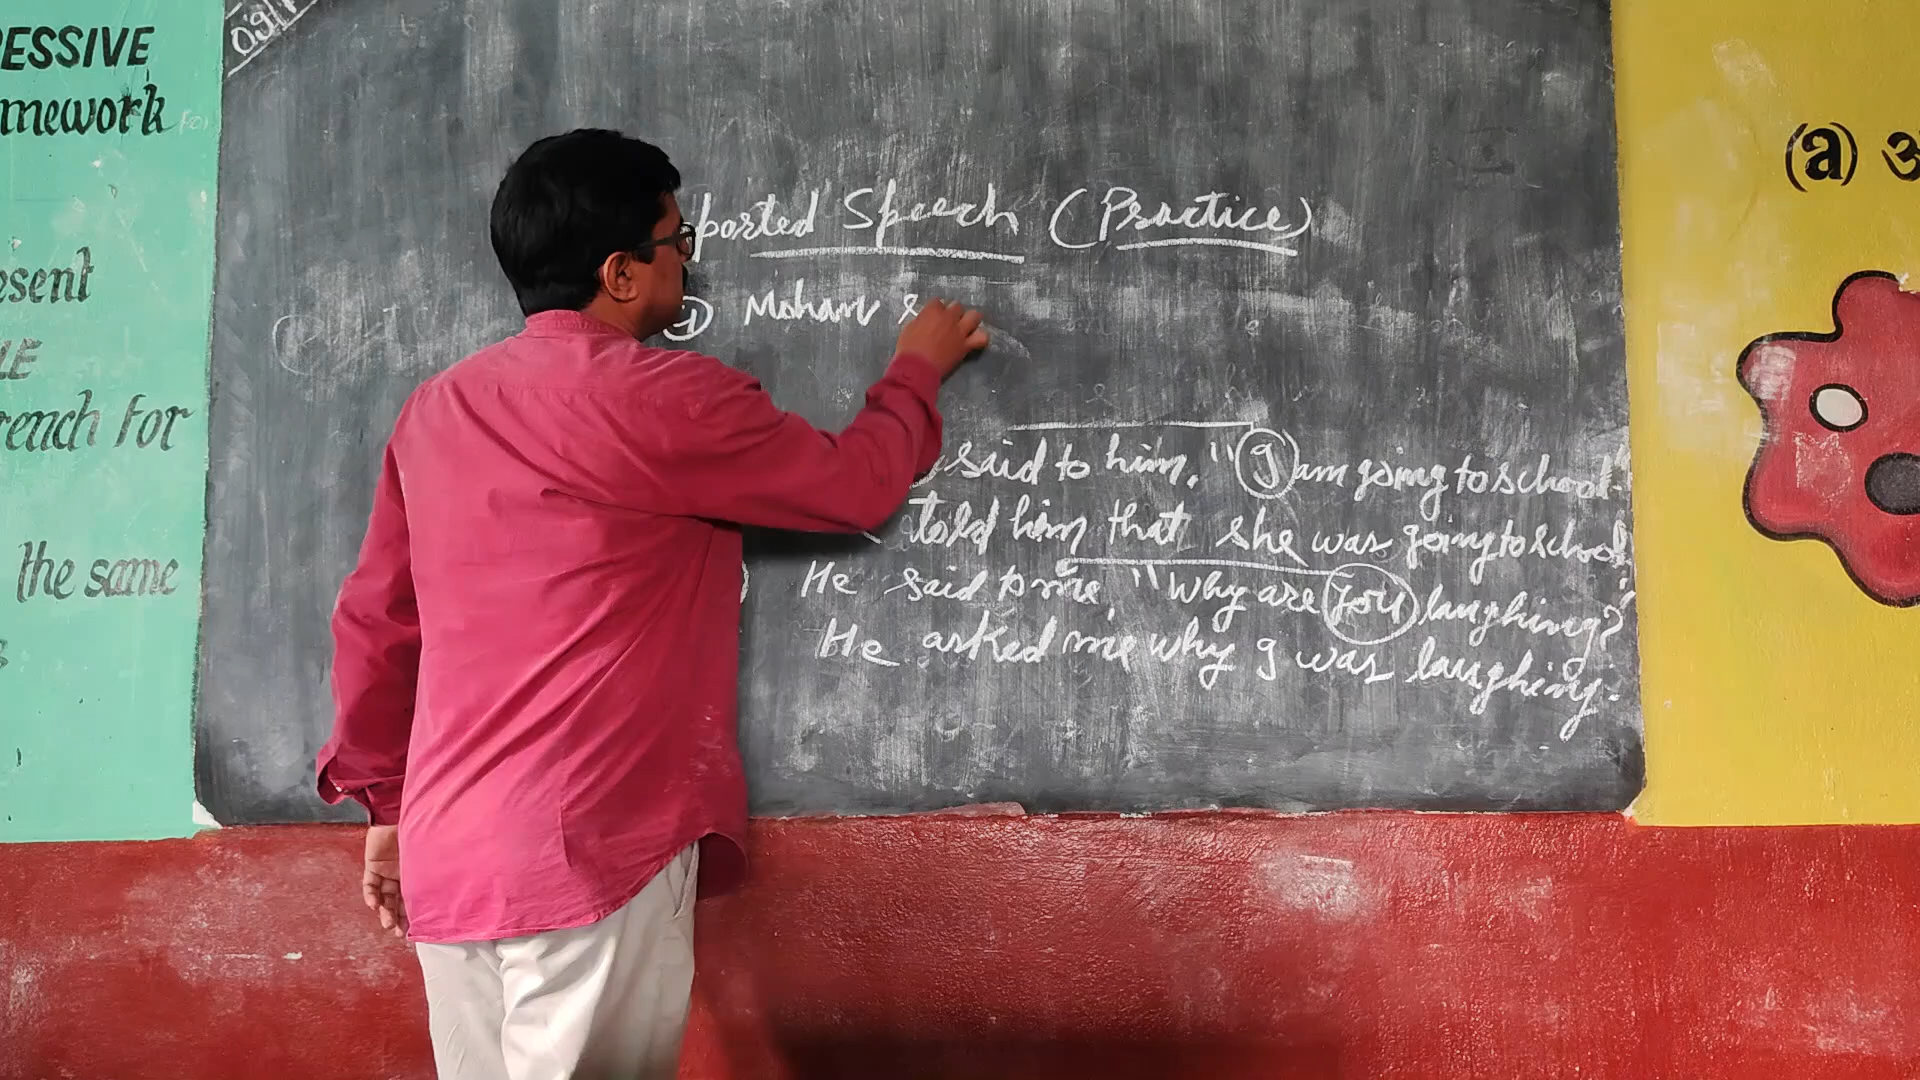 ESSIVE
mework
esent
LE
rench for
the same
09/
ported Speech (Practice)
① Mohan s
said to him, "I am going to school."
told him that she was going to school
He said to me, "Why are you laughing?"
He asked me why I was laughing.
(a)